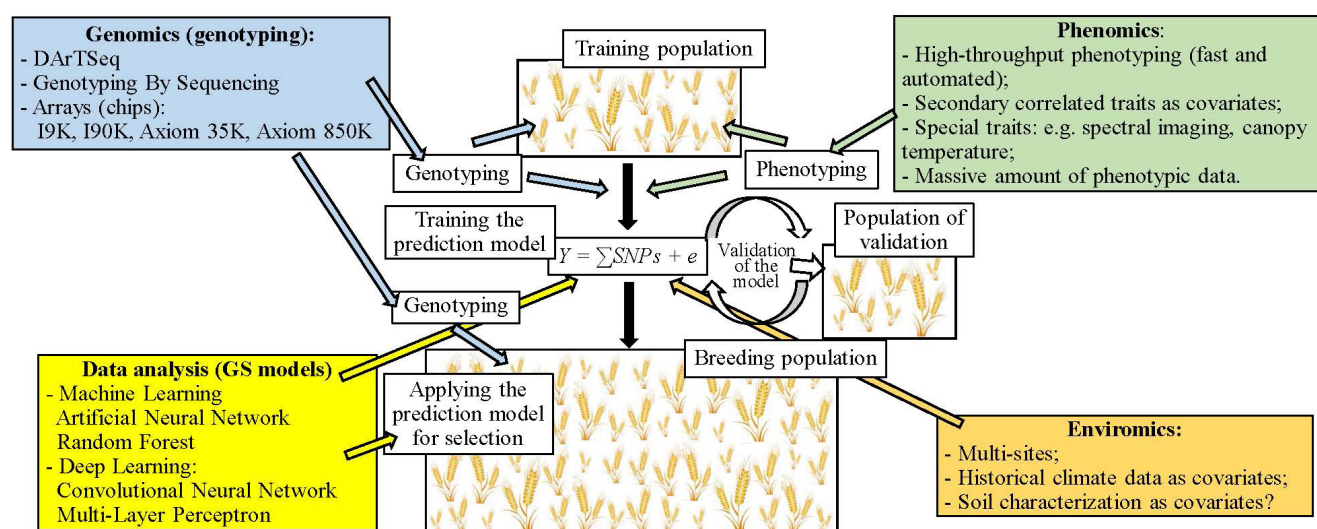 Genomics (genotyping):
- DArTSeq
- Genotyping By Sequencing
- Arrays (chips):
I9K, I90K, Axiom 35K, Axiom 850K
Training population
Phenomics:
- High-throughput phenotyping (fast and
automated);
- Secondary correlated traits as covariates;
- Special traits: e.g. spectral imaging, canopy
temperature;
- Massive amount of phenotypic data.
Genotyping
Phenotyping
Training the
prediction model
Y = ∑SNPs + e
Validation
of the
model
Population of
validation
Genotyping
Breeding population
Data analysis (GS models)
- Machine Learning
Artificial Neural Network
Random Forest
- Deep Learning:
Convolutional Neural Network
Multi-Layer Perceptron
Applying the
prediction model
for selection
Enviromics:
- Multi-sites;
- Historical climate data as covariates;
- Soil characterization as covariates?